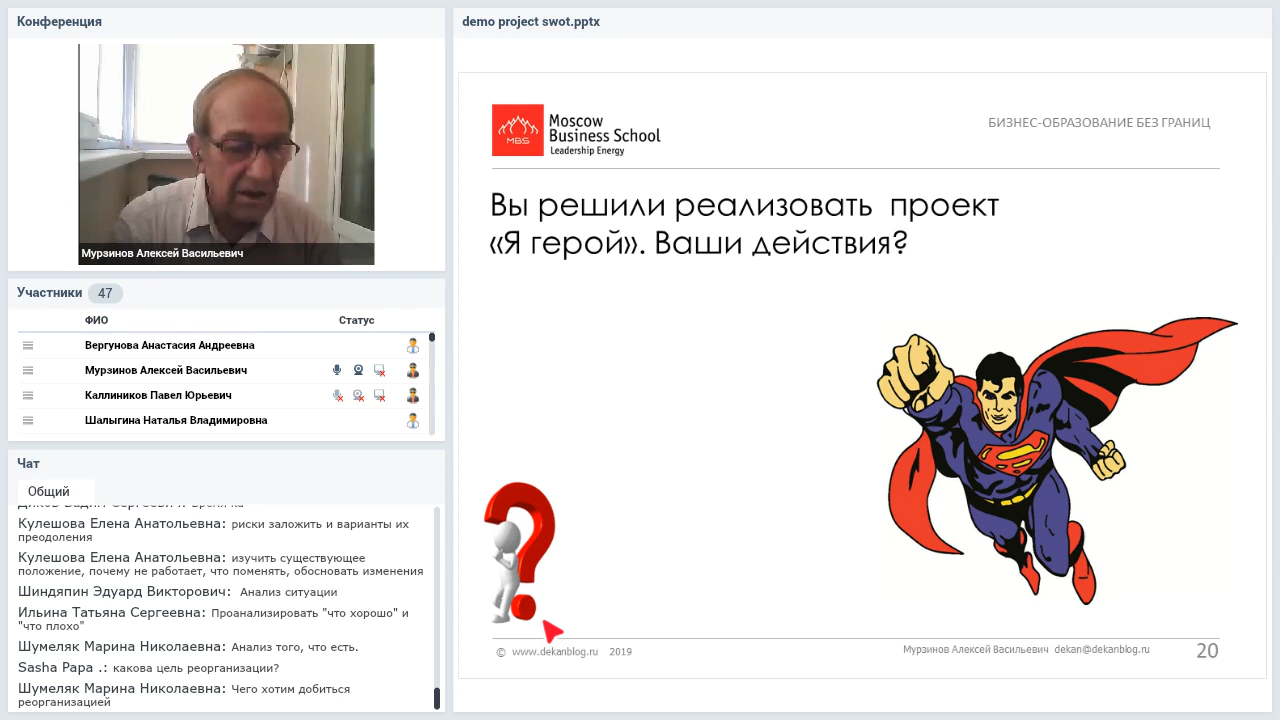 Конференция
Мурзинов Алексей Васильевич
Участники 47
ФИО Статус
Вергунова Анастасия Андреевна
Мурзинов Алексей Васильевич
Каллиников Павел Юрьевич
Шалыгина Наталья Владимировна
Чат
Общий
Кулешова Елена Анатольевна: риски заложить и варианты их
преодоления
Кулешова Елена Анатольевна: изучить существующее
положение, почему не работает, что поменять, обосновать изменения
Шиндяпин Эдуард Викторович: Анализ ситуации
Ильина Татьяна Сергеевна: Проанализировать "что хорошо" и
"что плохо"
Шумеляк Марина Николаевна: Анализ того, что есть.
Sasha Papa .: какова цель реорганизации?
Шумеляк Марина Николаевна: Чего хотим добиться
реорганизацией
demo project swot.pptx
MBS
Moscow
Business School
Leadership Energy
БИЗНЕС-ОБРАЗОВАНИЕ БЕЗ ГРАНИЦ
Вы решили реализовать проект
«Я герой». Ваши действия?
S
© www.dekanblog.ru 2019
Мурзинов Алексей Васильевич dekan@dekanblog.ru
20